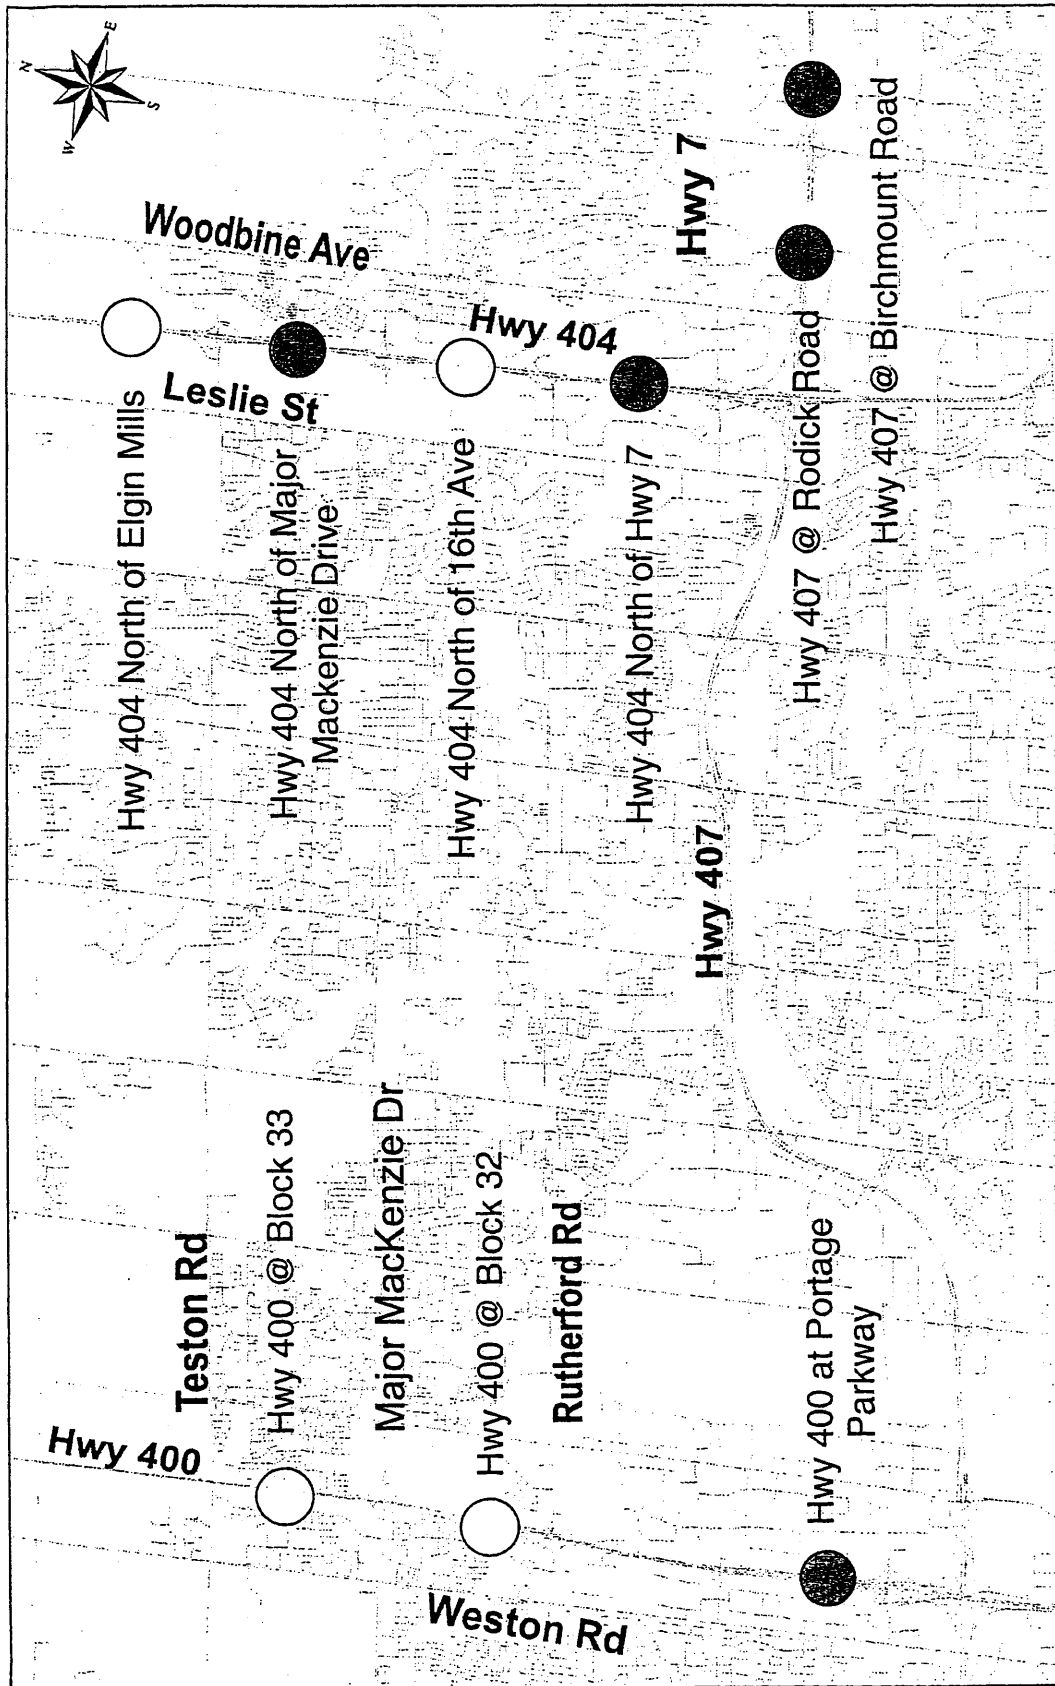 N
E
S
W
Hwy 400
Teston Rd
Hwy 400 @ Block 33
Major MacKenzie Dr
Hwy 400 @ Block 32
Rutherford Rd
Weston Rd
Hwy 400 at Portage
Parkway
Hwy 404 North of Elgin Mills
Woodbine Ave
Leslie St
Hwy 404 North of Major
Mackenzie Drive
Hwy 404
Hwy 404 North of 16th Ave
Hwy 404 North of Hwy 7
Hwy 7
Hwy 407
Hwy 407 @ Rodick Road
Hwy 407 @ Birchmount Road